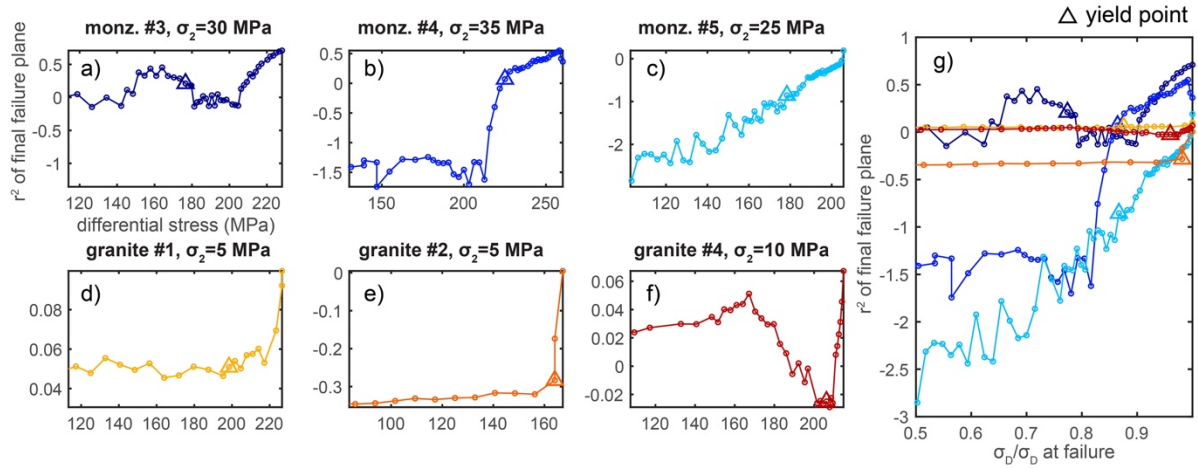 △ yield point
monz. #3, σ2=30 MPa
monz. #4, σ2=35 MPa
monz. #5, σ2=25 MPa
a)
b)
c)
g)
r² of final failure plane
0.5
0
-0.5
-1
120 140 160 180 200 220
differential stress (MPa)
0.5
0
-0.5
-1
-1.5
150 200 250
0
-1
-2
120 140 160 180 200
granite #1, σ2=5 MPa
granite #2, σ2=5 MPa
granite #4, σ2=10 MPa
d)
e)
f)
0.08
0.06
0.04
120 140 160 180 200 220
0
-0.1
-0.2
-0.3
100 120 140 160
0.06
0.04
0.02
0
-0.02
120 140 160 180 200
r² of final failure plane
1
0.5
0
-0.5
-1
-1.5
-2
-2.5
-3
0.5 0.6 0.7 0.8 0.9
σD/σD at failure